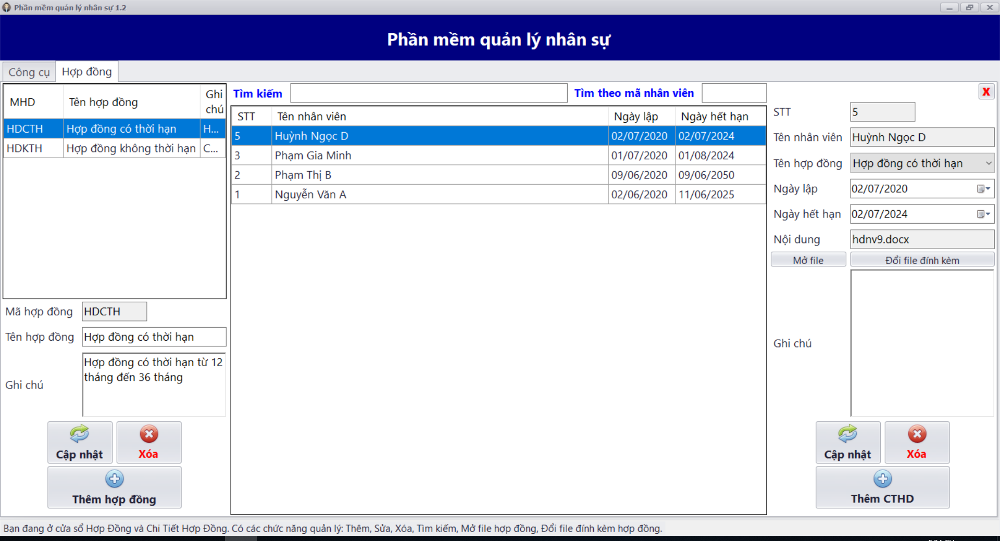 Phần mềm quản lý nhân sự 1.2
Phần mềm quản lý nhân sự
Công cụ
Hợp đồng
MHD
Tên hợp đồng
Ghi chú
HDCTH
Hợp đồng có thời hạn
H...
HDKTH
Hợp đồng không thời hạn
C...
Mã hợp đồng
HDCTH
Tên hợp đồng
Hợp đồng có thời hạn
Ghi chú
Hợp đồng có thời hạn từ 12
tháng đến 36 tháng
Cập nhật
Xóa
Thêm hợp đồng
Tìm kiếm
Tìm theo mã nhân viên
STT
Tên nhân viên
Ngày lập
Ngày hết hạn
5
Huỳnh Ngọc D
02/07/2020
02/07/2024
3
Phạm Gia Minh
01/07/2020
01/08/2024
2
Phạm Thị B
09/06/2020
09/06/2050
1
Nguyễn Văn A
02/06/2020
11/06/2025
X
STT
5
Tên nhân viên
Huỳnh Ngọc D
Tên hợp đồng
Hợp đồng có thời hạn
Ngày lập
02/07/2020
Ngày hết hạn
02/07/2024
Nội dung
hdnv9.docx
Mở file
Đổi file đính kèm
Ghi chú
Cập nhật
Xóa
Thêm CTHD
Bạn đang ở cửa sổ Hợp Đồng và Chi Tiết Hợp Đồng. Có các chức năng quản lý: Thêm, Sửa, Xóa, Tìm kiếm, Mở file hợp đồng, Đổi file đính kèm hợp đồng.